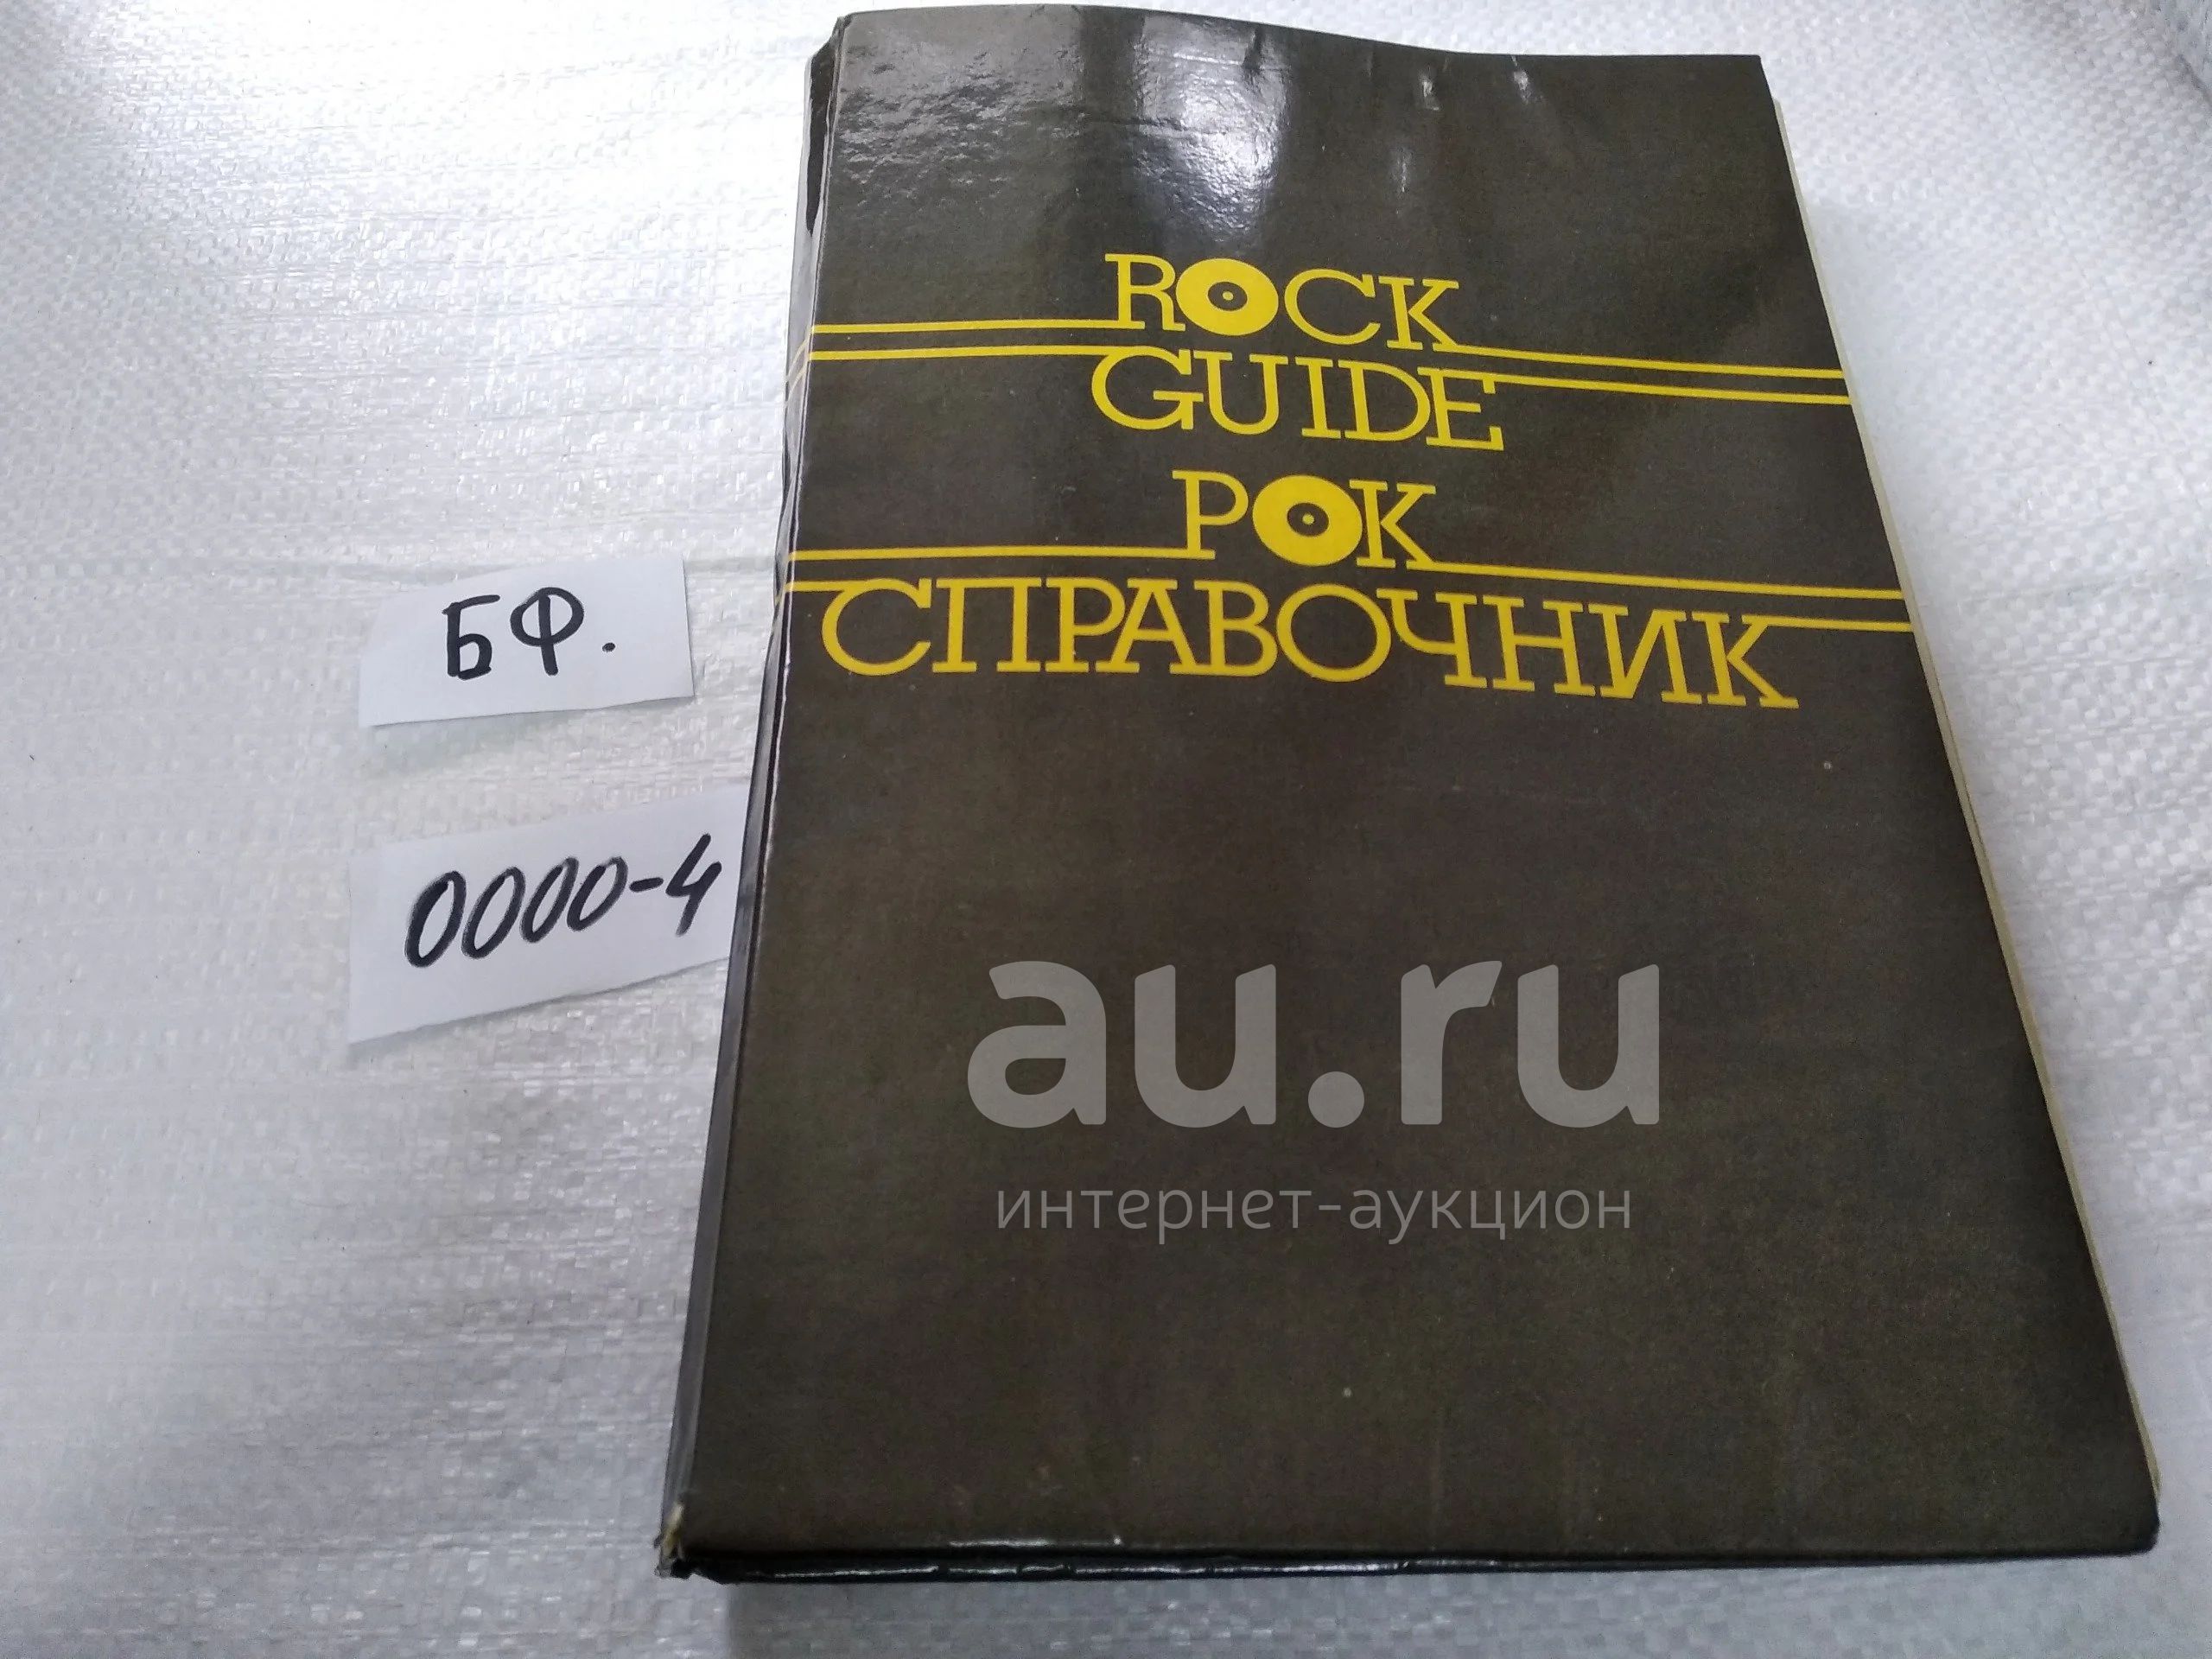 ROCK
GUIDE
РОК
СПРАВОЧНИК
БФ.
0000-4
au.ru
интернет-аукцион